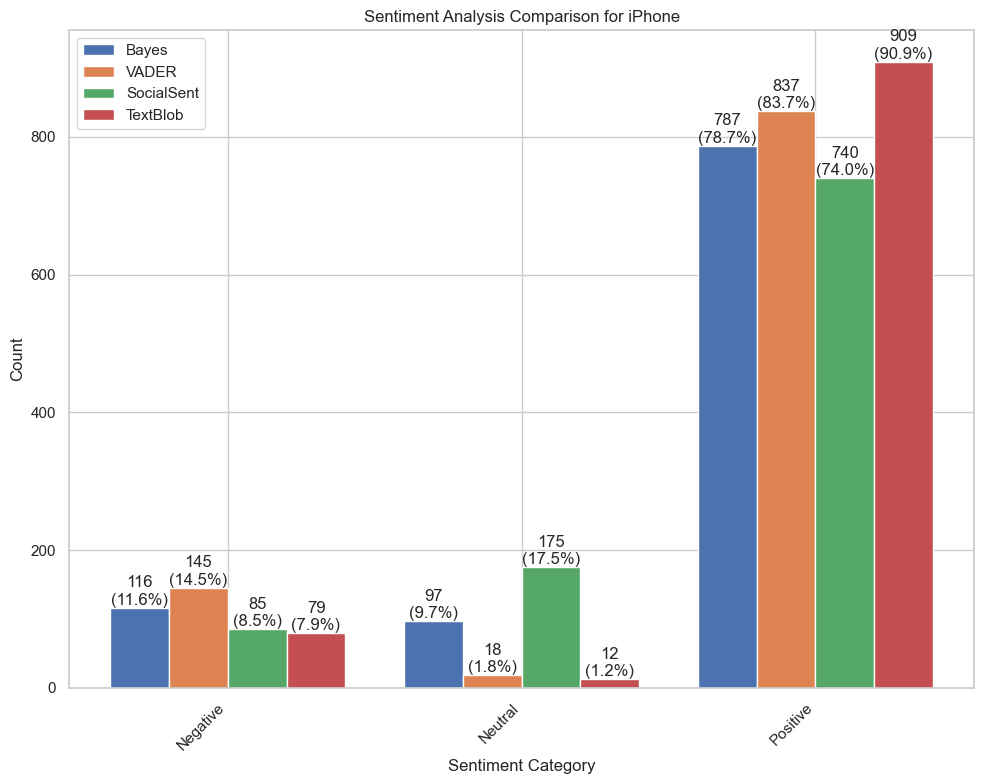 Sentiment Analysis Comparison for iPhone
Bayes
VADER
SocialSent
TextBlob
Count
800
600
400
200
0
116
(11.6%)
145
(14.5%)
85
(8.5%)
79
(7.9%)
97
(9.7%)
18
(1.8%)
175
(17.5%)
12
(1.2%)
787
(78.7%)
837
(83.7%)
740
(74.0%)
909
(90.9%)
Negative
Neutral
Positive
Sentiment Category